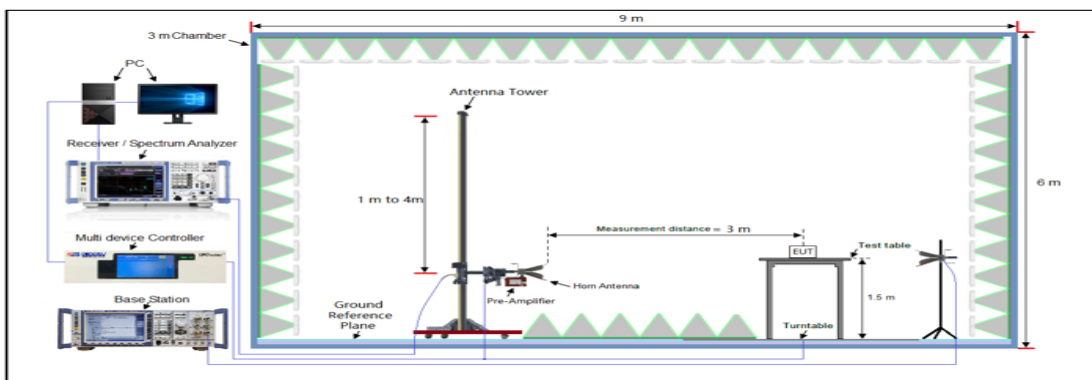 9 m
3 m Chamber
PC
Antenna Tower
Receiver / Spectrum Analyzer
1 m to 4m
6 m
Measurement distance = 3 m
Multi device Controller
EUT
Test table
Horn Antenna
Pre-Amplifier
1.5 m
Base Station
Ground
Reference
Plane
Turntable